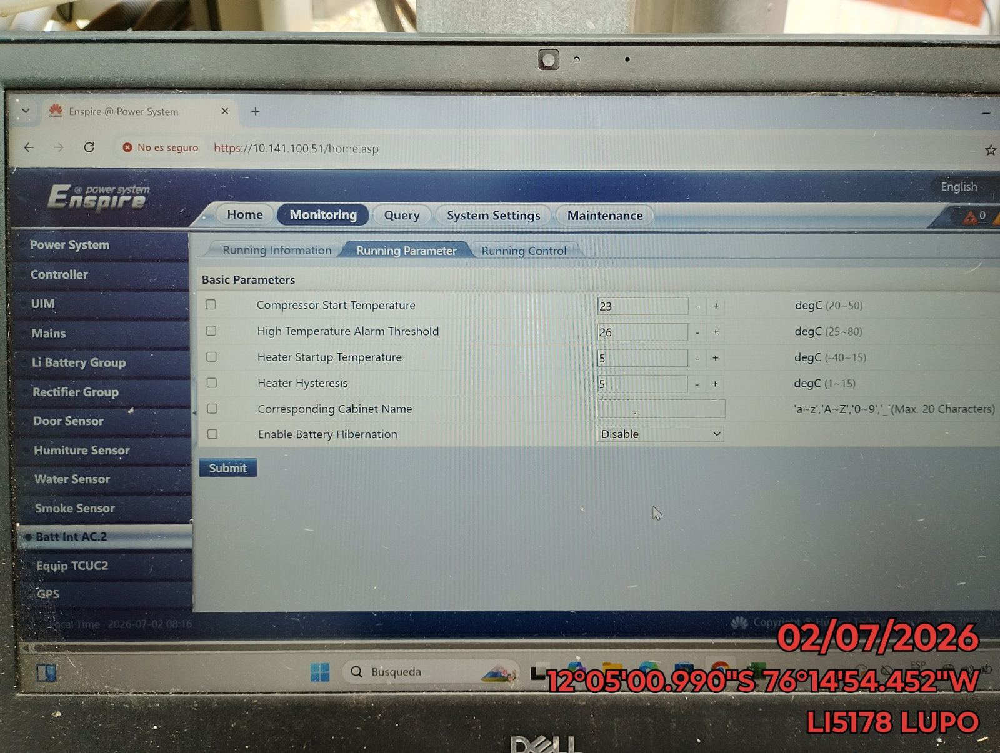 Enspire @ Power System
No es seguro https://10.141.100.51/home.asp
Enspire @ power system
English
Home Monitoring Query System Settings Maintenance 0
Power System
Controller
UIM
Mains
Li Battery Group
Rectifier Group
Door Sensor
Humiture Sensor
Water Sensor
Smoke Sensor
Batt Int AC.2
Equip TCUC2
GPS
Running Information Running Parameter Running Control
Basic Parameters
Compressor Start Temperature 23 - + degC (20~50)
High Temperature Alarm Threshold 26 - + degC (25~80)
Heater Startup Temperature 5 - + degC (-40~15)
Heater Hysteresis 5 - + degC (1~15)
Corresponding Cabinet Name 'a~z','A~Z','0~9','_' (Max. 20 Characters)
Enable Battery Hibernation Disable
Submit
Local Time 2026-07-02 08:16
Copyright ©
Búsqueda
ESP
02/07/2026
12°05'00.990"S 76°14'54.452"W
LI5178 LUPO
DELL